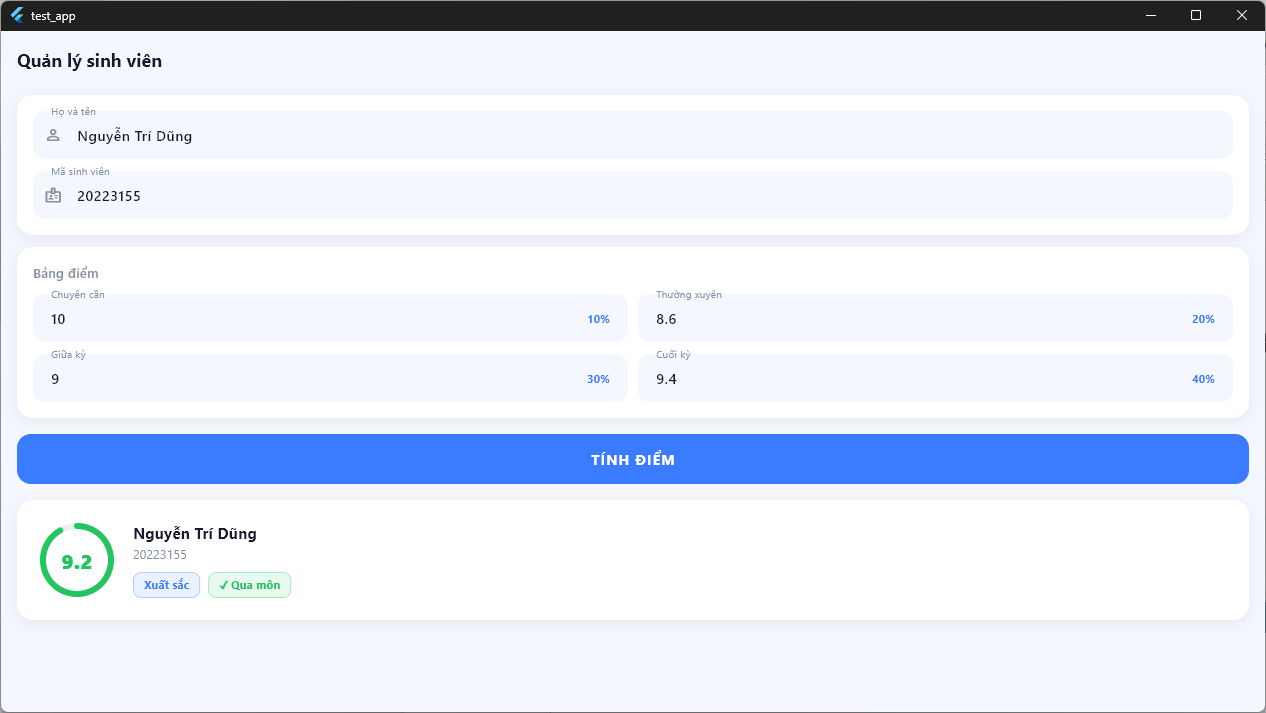 test_app
Quản lý sinh viên
Họ và tên
Nguyễn Trí Dũng
Mã sinh viên
20223155
Bảng điểm
Chuyên cần
10 10%
Thường xuyên
8.6 20%
Giữa kỳ
9 30%
Cuối kỳ
9.4 40%
TÍNH ĐIỂM
9.2
Nguyễn Trí Dũng
20223155
Xuất sắc
✓ Qua môn